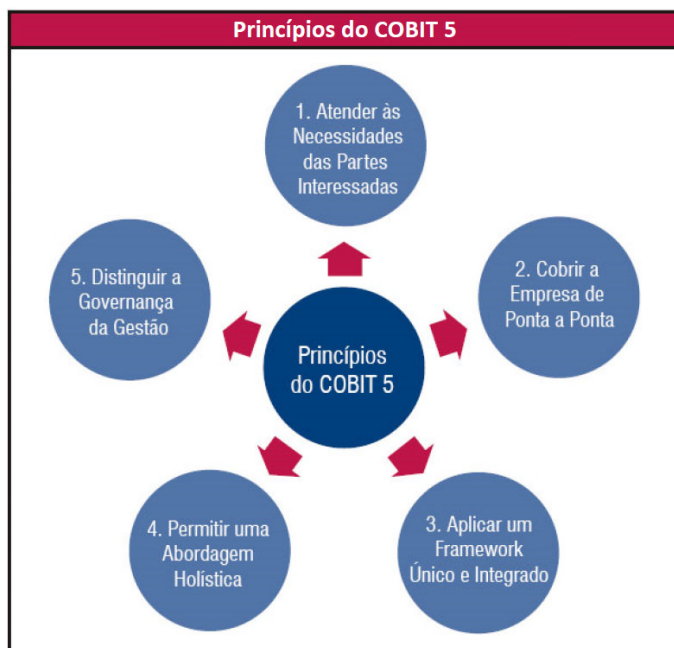 Princípios do COBIT 5
1. Atender às
Necessidades
das Partes
Interessadas
2. Cobrir a
Empresa de
Ponta a Ponta
3. Aplicar um
Framework
Único e Integrado
4. Permitir uma
Abordagem
Holística
5. Distinguir a
Governança
da Gestão
Princípios
do COBIT 5